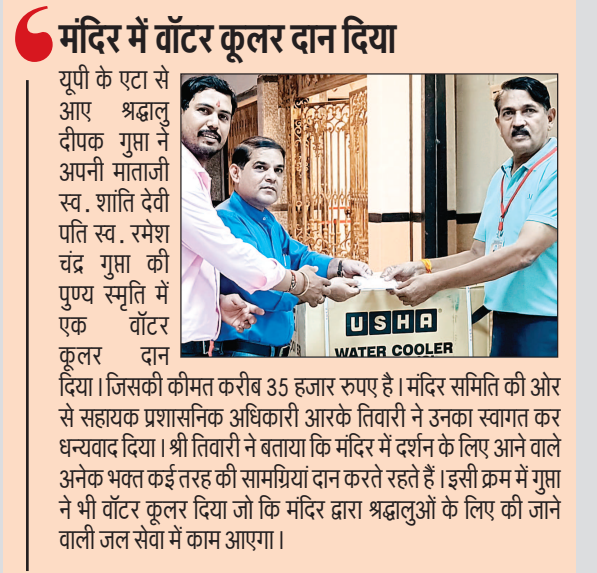 मंदिर में वॉटर कूलर दान दिया
यूपी के एटा से
आए श्रद्धालु
दीपक गुप्ता ने
अपनी माताजी
स्व. शांति देवी
पति स्व. रमेश
चंद्र गुप्ता की
पुण्य स्मृति में
एक वॉटर
कूलर दान
USHA
WATER COOLER
दिया। जिसकी कीमत करीब 35 हजार रुपए है। मंदिर समिति की ओर
से सहायक प्रशासनिक अधिकारी आरके तिवारी ने उनका स्वागत कर
धन्यवाद दिया। श्री तिवारी ने बताया कि मंदिर में दर्शन के लिए आने वाले
अनेक भक्त कई तरह की सामग्रियां दान करते रहते हैं। इसी क्रम में गुप्ता
ने भी वॉटर कूलर दिया जो कि मंदिर द्वारा श्रद्धालुओं के लिए की जाने
वाली जल सेवा में काम आएगा।